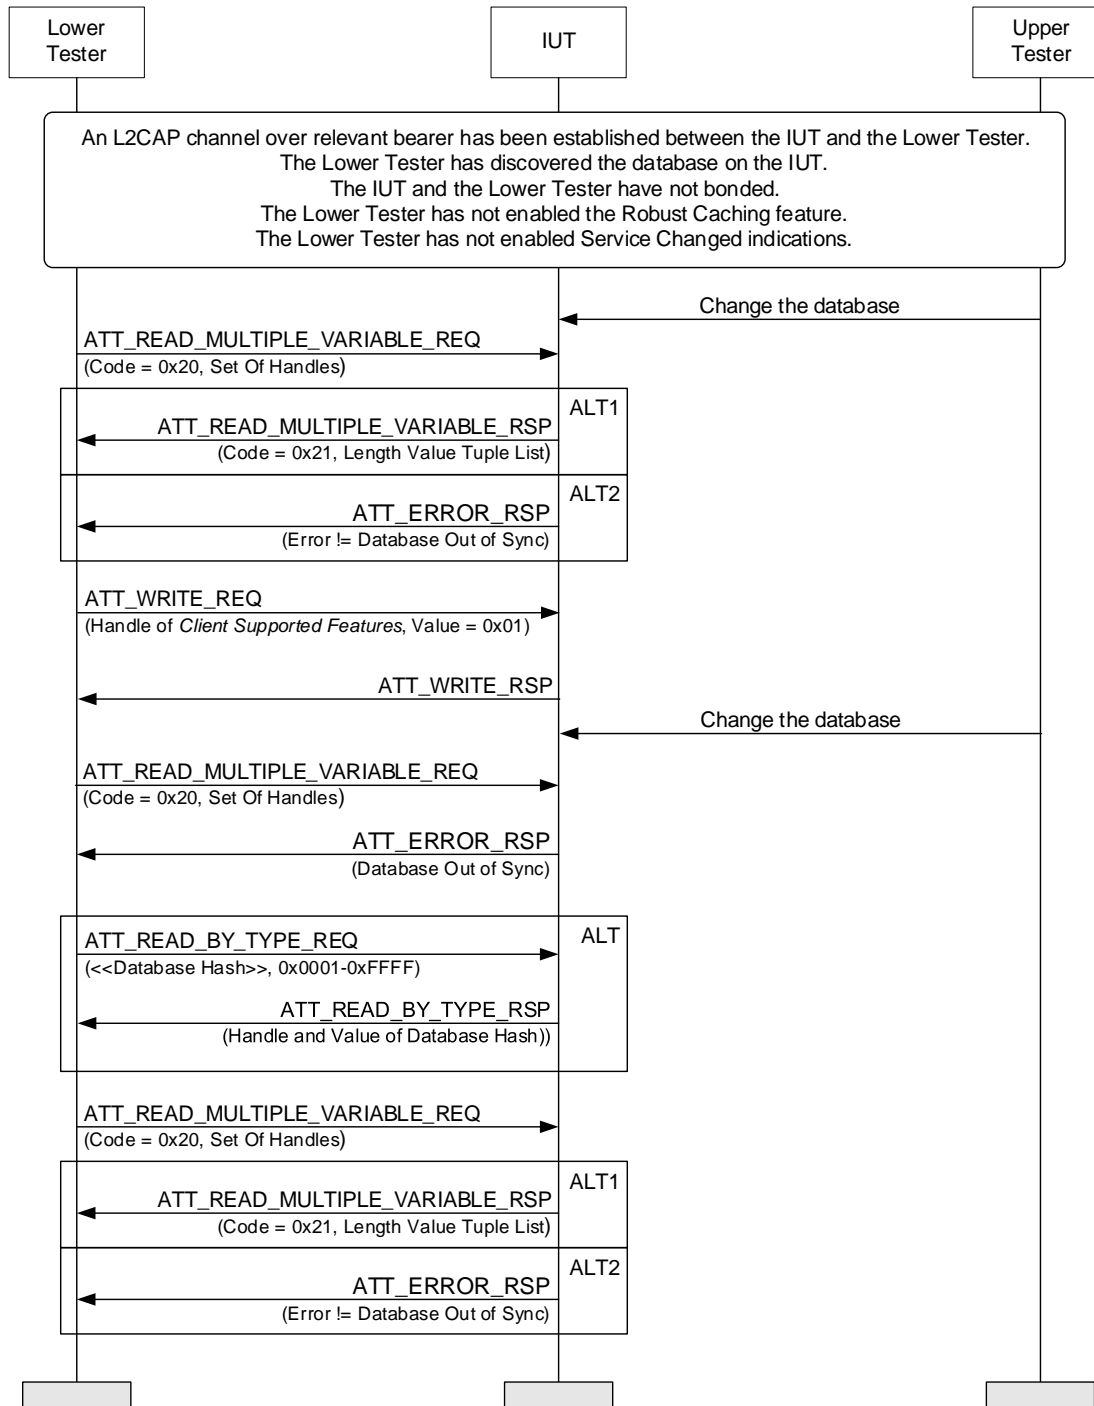 Lower
Tester
IUT
Upper
Tester
An L2CAP channel over relevant bearer has been established between the IUT and the Lower Tester.
The Lower Tester has discovered the database on the IUT.
The IUT and the Lower Tester have not bonded.
The Lower Tester has not enabled the Robust Caching feature.
The Lower Tester has not enabled Service Changed indications.
Change the database
ATT_READ_MULTIPLE_VARIABLE_REQ
(Code = 0x20, Set Of Handles)
ALT1
ATT_READ_MULTIPLE_VARIABLE_RSP
(Code = 0x21, Length Value Tuple List)
ALT2
ATT_ERROR_RSP
(Error != Database Out of Sync)
ATT_WRITE_REQ
(Handle of Client Supported Features, Value = 0x01)
ATT_WRITE_RSP
Change the database
ATT_READ_MULTIPLE_VARIABLE_REQ
(Code = 0x20, Set Of Handles)
ATT_ERROR_RSP
(Database Out of Sync)
ALT
ATT_READ_BY_TYPE_REQ
(<<Database Hash>>, 0x0001-0xFFFF)
ATT_READ_BY_TYPE_RSP
(Handle and Value of Database Hash))
ATT_READ_MULTIPLE_VARIABLE_REQ
(Code = 0x20, Set Of Handles)
ALT1
ATT_READ_MULTIPLE_VARIABLE_RSP
(Code = 0x21, Length Value Tuple List)
ALT2
ATT_ERROR_RSP
(Error != Database Out of Sync)